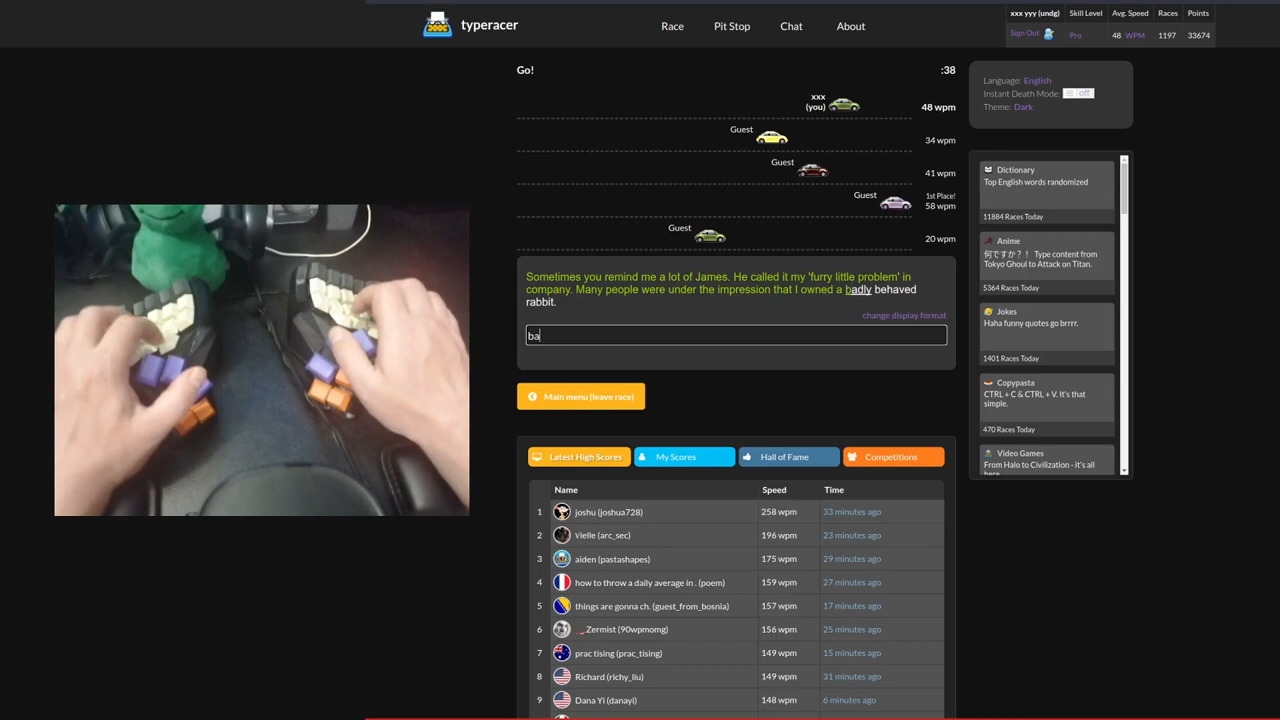 typeracer
Race
Pit Stop
Chat
About
xxx yyy (undg)
Skill Level
Avg. Speed
Races
Points
Sign Out
Pro
48 WPM
1197
33674
Go!
:38
xxx
(you)
48 wpm
Guest
34 wpm
Guest
41 wpm
Guest
1st Place!
58 wpm
Guest
20 wpm
Sometimes you remind me a lot of James. He called it my 'furry little problem' in
company. Many people were under the impression that I owned a badly behaved
rabbit.
change display format
ba
Main menu (leave race)
Language: English
Instant Death Mode: off
Theme: Dark
Dictionary
Top English words randomized
11884 Races Today
Anime
何ですか？！ Type content from
Tokyo Ghoul to Attack on Titan.
5364 Races Today
Jokes
Haha funny quotes go brrrr.
1401 Races Today
Copypasta
CTRL + C & CTRL + V. It's that
simple.
470 Races Today
Video Games
From Halo to Civilization - it's all
here
Latest High Scores
My Scores
Hall of Fame
Competitions
Name Speed Time
1 joshu (joshua728) 258 wpm 33 minutes ago
2 Vielle (arc_sec) 196 wpm 23 minutes ago
3 aiden (pastashapes) 175 wpm 29 minutes ago
4 how to throw a daily average in . (poem) 159 wpm 27 minutes ago
5 things are gonna ch. (guest_from_bosnia) 157 wpm 17 minutes ago
6 Zermist (90wpmomg) 156 wpm 25 minutes ago
7 prac tising (prac_tising) 149 wpm 15 minutes ago
8 Richard (richy_liu) 149 wpm 31 minutes ago
9 Dana Yi (danayi) 148 wpm 6 minutes ago